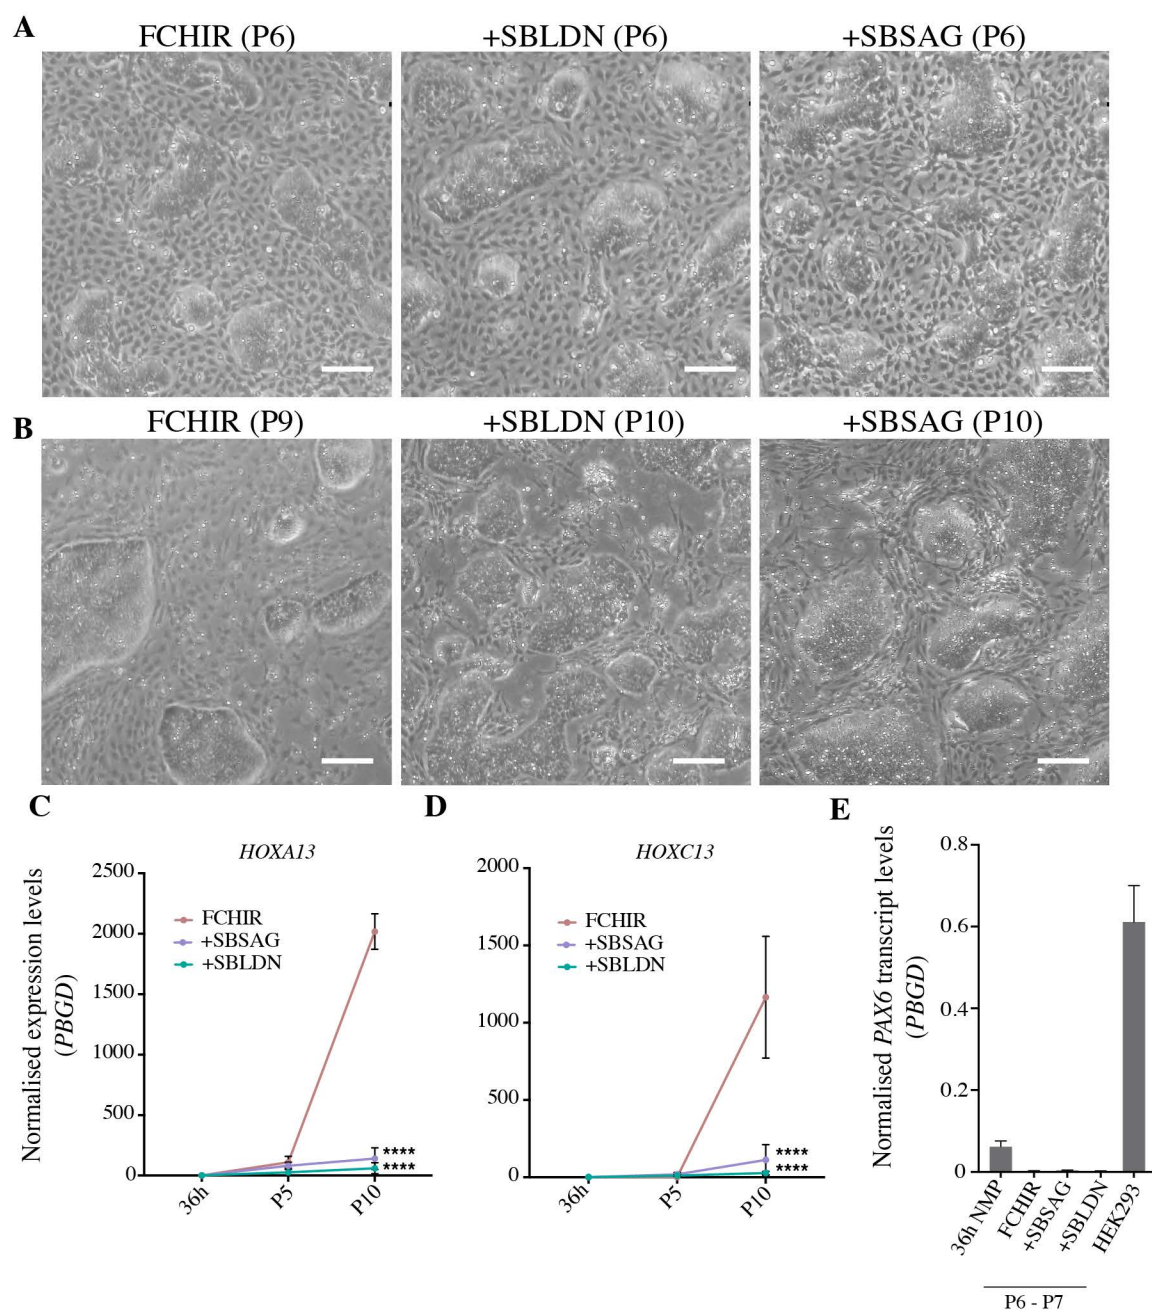 A
FCHIR (P6)
+SBLDN (P6)
+SBSAG (P6)
B
FCHIR (P9)
+SBLDN (P10)
+SBSAG (P10)
C
HOXA13
Normalised expression levels
(PBGD)
2500
2000
1500
1000
500
0
FCHIR
+SBSAG
+SBLDN
****
****
36h
P5
P10
D
HOXC13
2000
1500
1000
500
0
FCHIR
+SBSAG
+SBLDN
****
****
36h
P5
P10
E
Normalised PAX6 transcript levels
(PBGD)
0.8
0.6
0.4
0.2
0
36h NMP
FCHIR
+SBSAG
+SBLDN
HEK293
P6 - P7